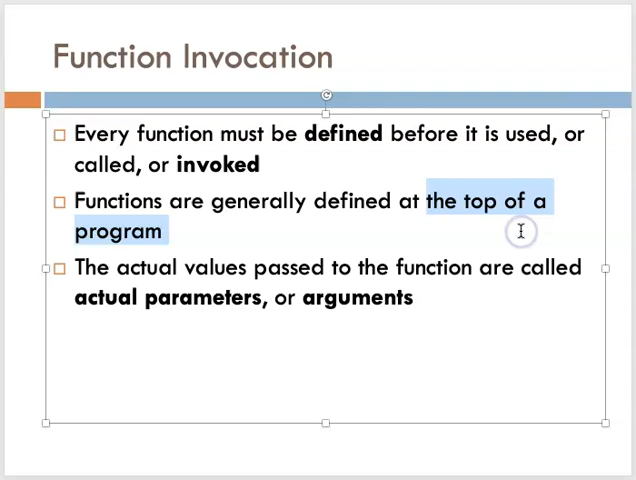 Function Invocation
Every function must be defined before it is used, or
called, or invoked
Functions are generally defined at the top of a
program
The actual values passed to the function are called
actual parameters, or arguments